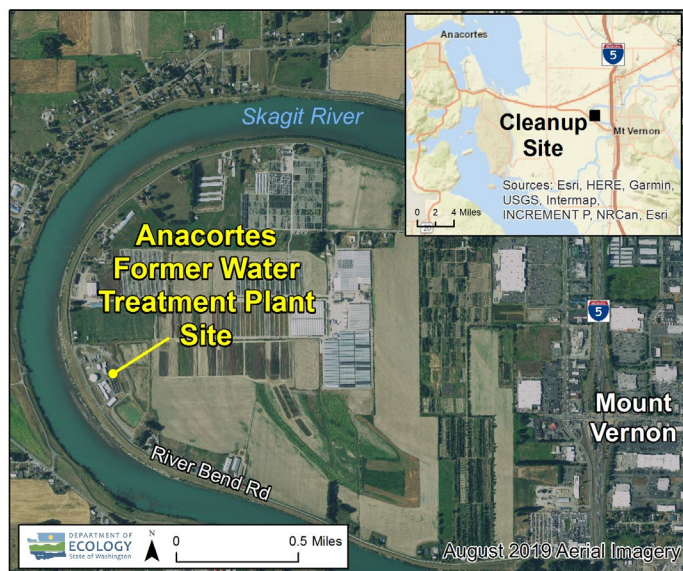 Anacortes
5
Cleanup
Site
Mt Vernon
Sources: Esri, HERE, Garmin,
USGS, Intermap,
INCREMENT P, NRCan, Esri
0 2 4 Miles
20
Skagit River
Anacortes
Former Water
Treatment Plant
Site
5
Mount
Vernon
River Bend Rd
DEPARTMENT OF
ECOLOGY
State of Washington
N
0 0.5 Miles
August 2019 Aerial Imagery